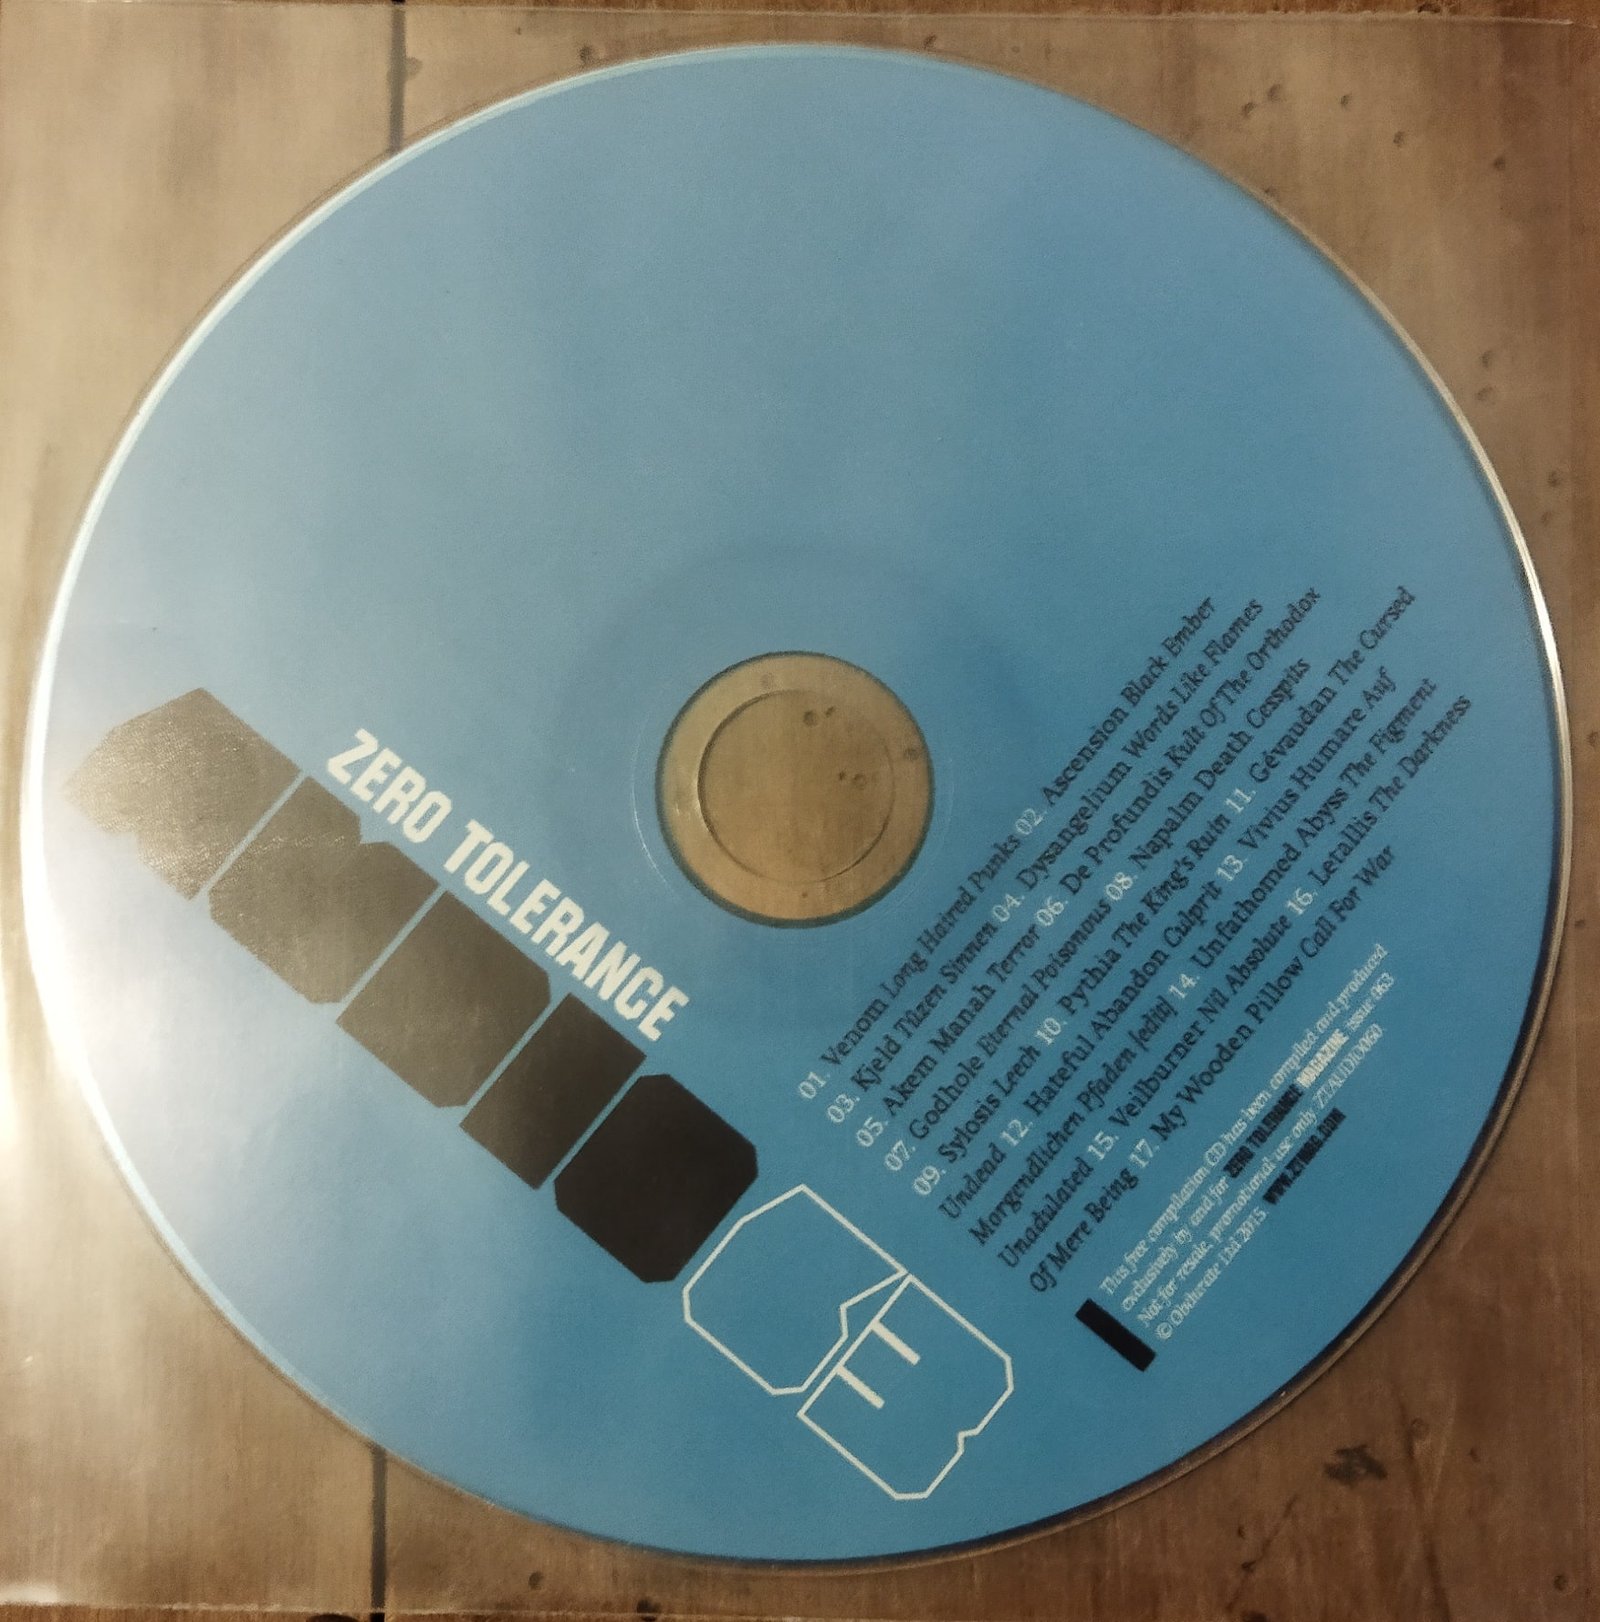 ZERO TOLERANCE
AUDIO
63
01. Venom Long Haired Punks 02. Ascension Black Ember
03. Kjeld Tûzen Sinnen 04. Dysangelium Words Like Flames
05. Akem Manah Terror 06. De Profundis Kult Of The Orthodox
07. Godhole Eternal Poisonous 08. Napalm Death Cesspits
09. Sylosis Leech 10. Pythia The King's Ruin 11. Gévaudan The Cursed
Undead 12. Hateful Abandon Culprit 13. Vivius Humare Auf
Morgendlichen Pfaden [edit] 14. Unfathomed Abyss The Figment
Unadulated 15. Veilburner Nil Absolute 16. Letallis The Darkness
Of Mere Being 17. My Wooden Pillow Call For War
This free compilation CD has been compiled and produced
exclusively by and for ZERO TOLERANCE MAGAZINE issue 063
Not for resale, promotional use only ZTAUDIO060
© Obdurate Ltd 2015 WWW.ZTMAG.COM